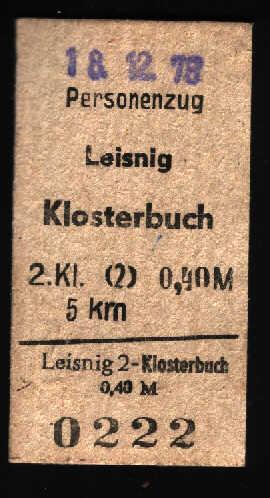 18. 12. 78
Personenzug
Leisnig
Klosterbuch
2.Kl. (2) 0,40M
5 km
Leisnig 2-Klosterbuch
0,40 M
0222